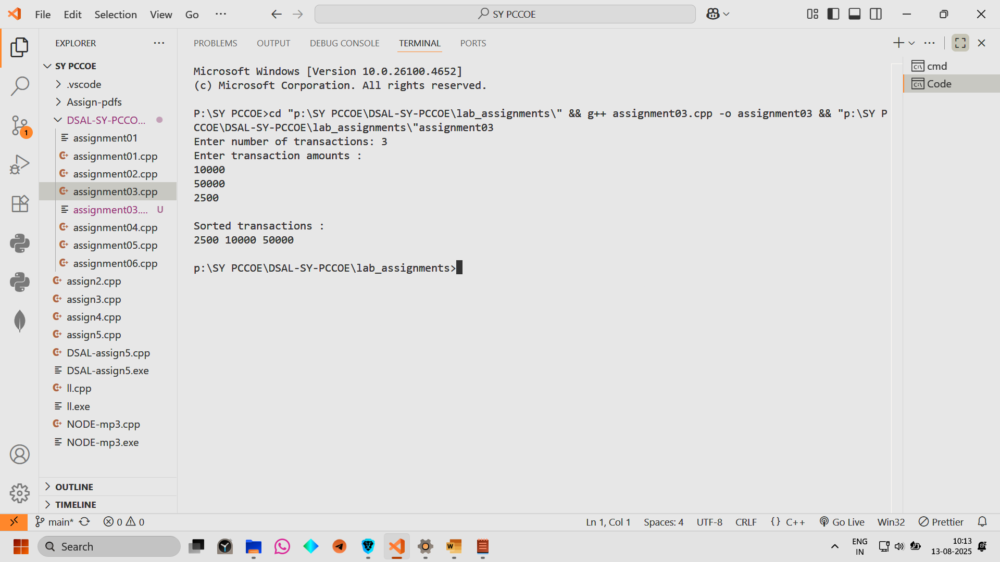 File Edit Selection View Go ···
SY PCCOE
EXPLORER ···
SY PCCOE
.vscode
Assign-pdfs
DSAL-SY-PCCO...
assignment01
assignment01.cpp
assignment02.cpp
assignment03.cpp
assignment03.... U
assignment04.cpp
assignment05.cpp
assignment06.cpp
assign2.cpp
assign3.cpp
assign4.cpp
assign5.cpp
DSAL-assign5.cpp
DSAL-assign5.exe
ll.cpp
ll.exe
NODE-mp3.cpp
NODE-mp3.exe
OUTLINE
TIMELINE
1
PROBLEMS OUTPUT DEBUG CONSOLE TERMINAL PORTS
Microsoft Windows [Version 10.0.26100.4652]
(c) Microsoft Corporation. All rights reserved.
P:\SY PCCOE>cd "p:\SY PCCOE\DSAL-SY-PCCOE\lab_assignments\" && g++ assignment03.cpp -o assignment03 && "p:\SY P
CCOE\DSAL-SY-PCCOE\lab_assignments\"assignment03
Enter number of transactions: 3
Enter transaction amounts :
10000
50000
2500
Sorted transactions :
2500 10000 50000
p:\SY PCCOE\DSAL-SY-PCCOE\lab_assignments>
cmd
Code
main* 0 0 Ln 1, Col 1 Spaces: 4 UTF-8 CRLF {} C++ Go Live Win32 Prettier
Search
ENG
IN
10:13
13-08-2025